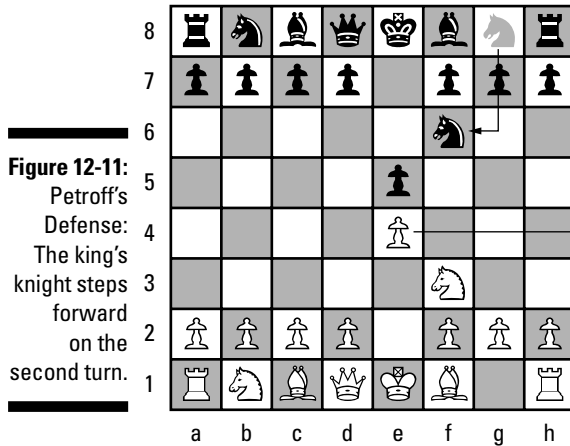 Figure 12-11:
Petroff's
Defense:
The king's
knight steps
forward
on the
second turn.
8
7
6
5
4
3
2
1
a b c d e f g h